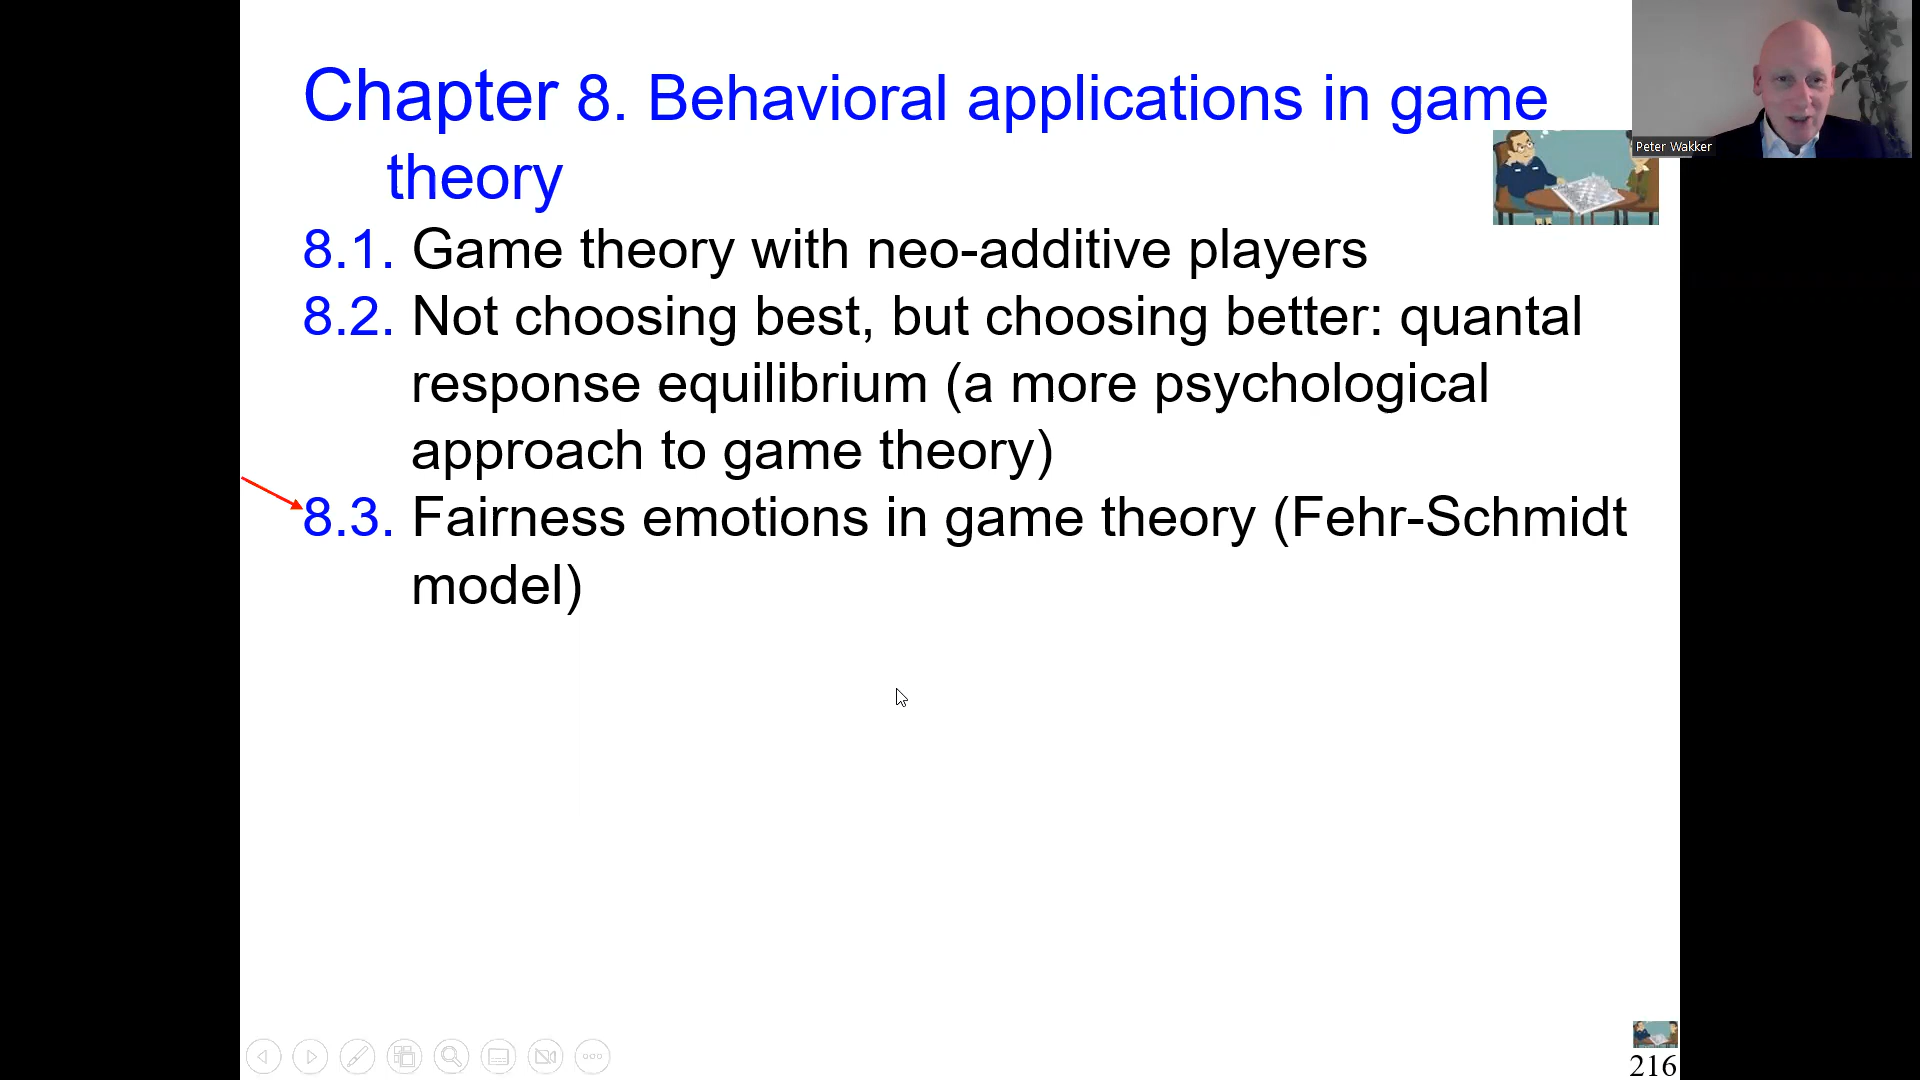 Chapter 8. Behavioral applications in game
theory
Peter Wakker
8.1. Game theory with neo-additive players
8.2. Not choosing best, but choosing better: quantal
response equilibrium (a more psychological
approach to game theory)
8.3. Fairness emotions in game theory (Fehr-Schmidt
model)
216